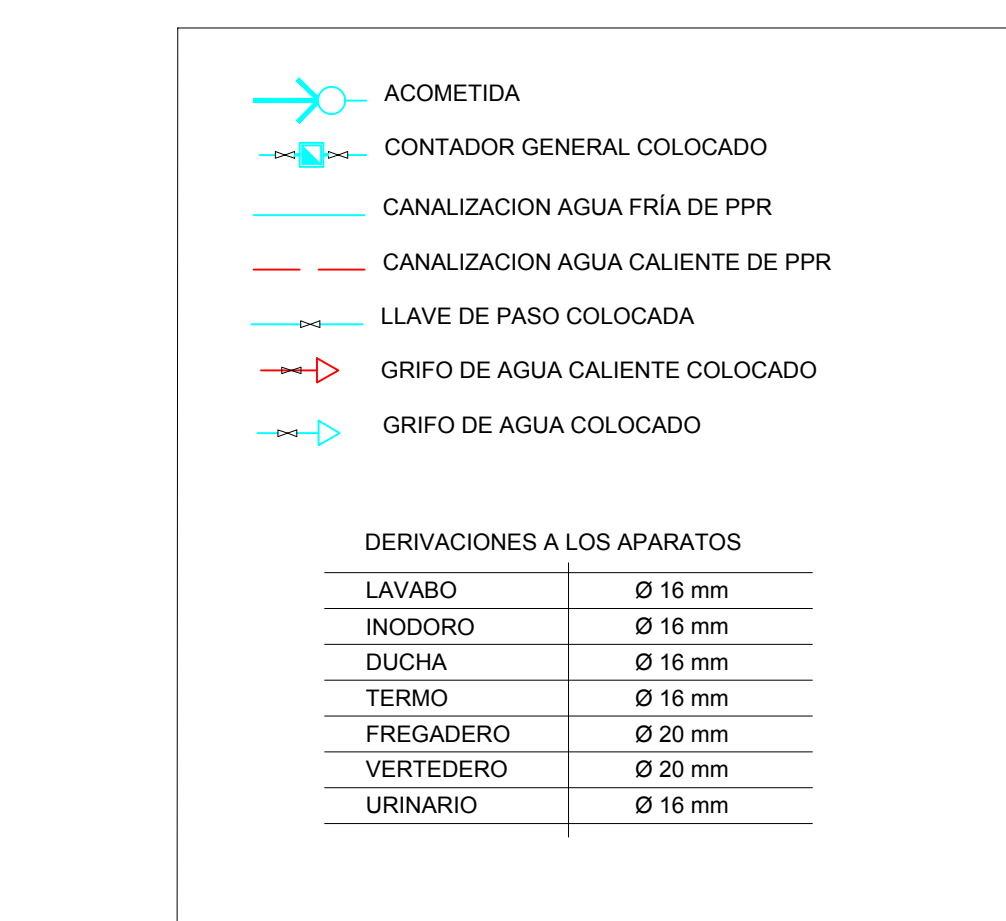 ACOMETIDA
CONTADOR GENERAL COLOCADO
CANALIZACION AGUA FRÍA DE PPR
CANALIZACION AGUA CALIENTE DE PPR
LLAVE DE PASO COLOCADA
GRIFO DE AGUA CALIENTE COLOCADO
GRIFO DE AGUA COLOCADO
DERIVACIONES A LOS APARATOS
LAVABO Ø 16 mm
INODORO Ø 16 mm
DUCHA Ø 16 mm
TERMO Ø 16 mm
FREGADERO Ø 20 mm
VERTEDERO Ø 20 mm
URINARIO Ø 16 mm